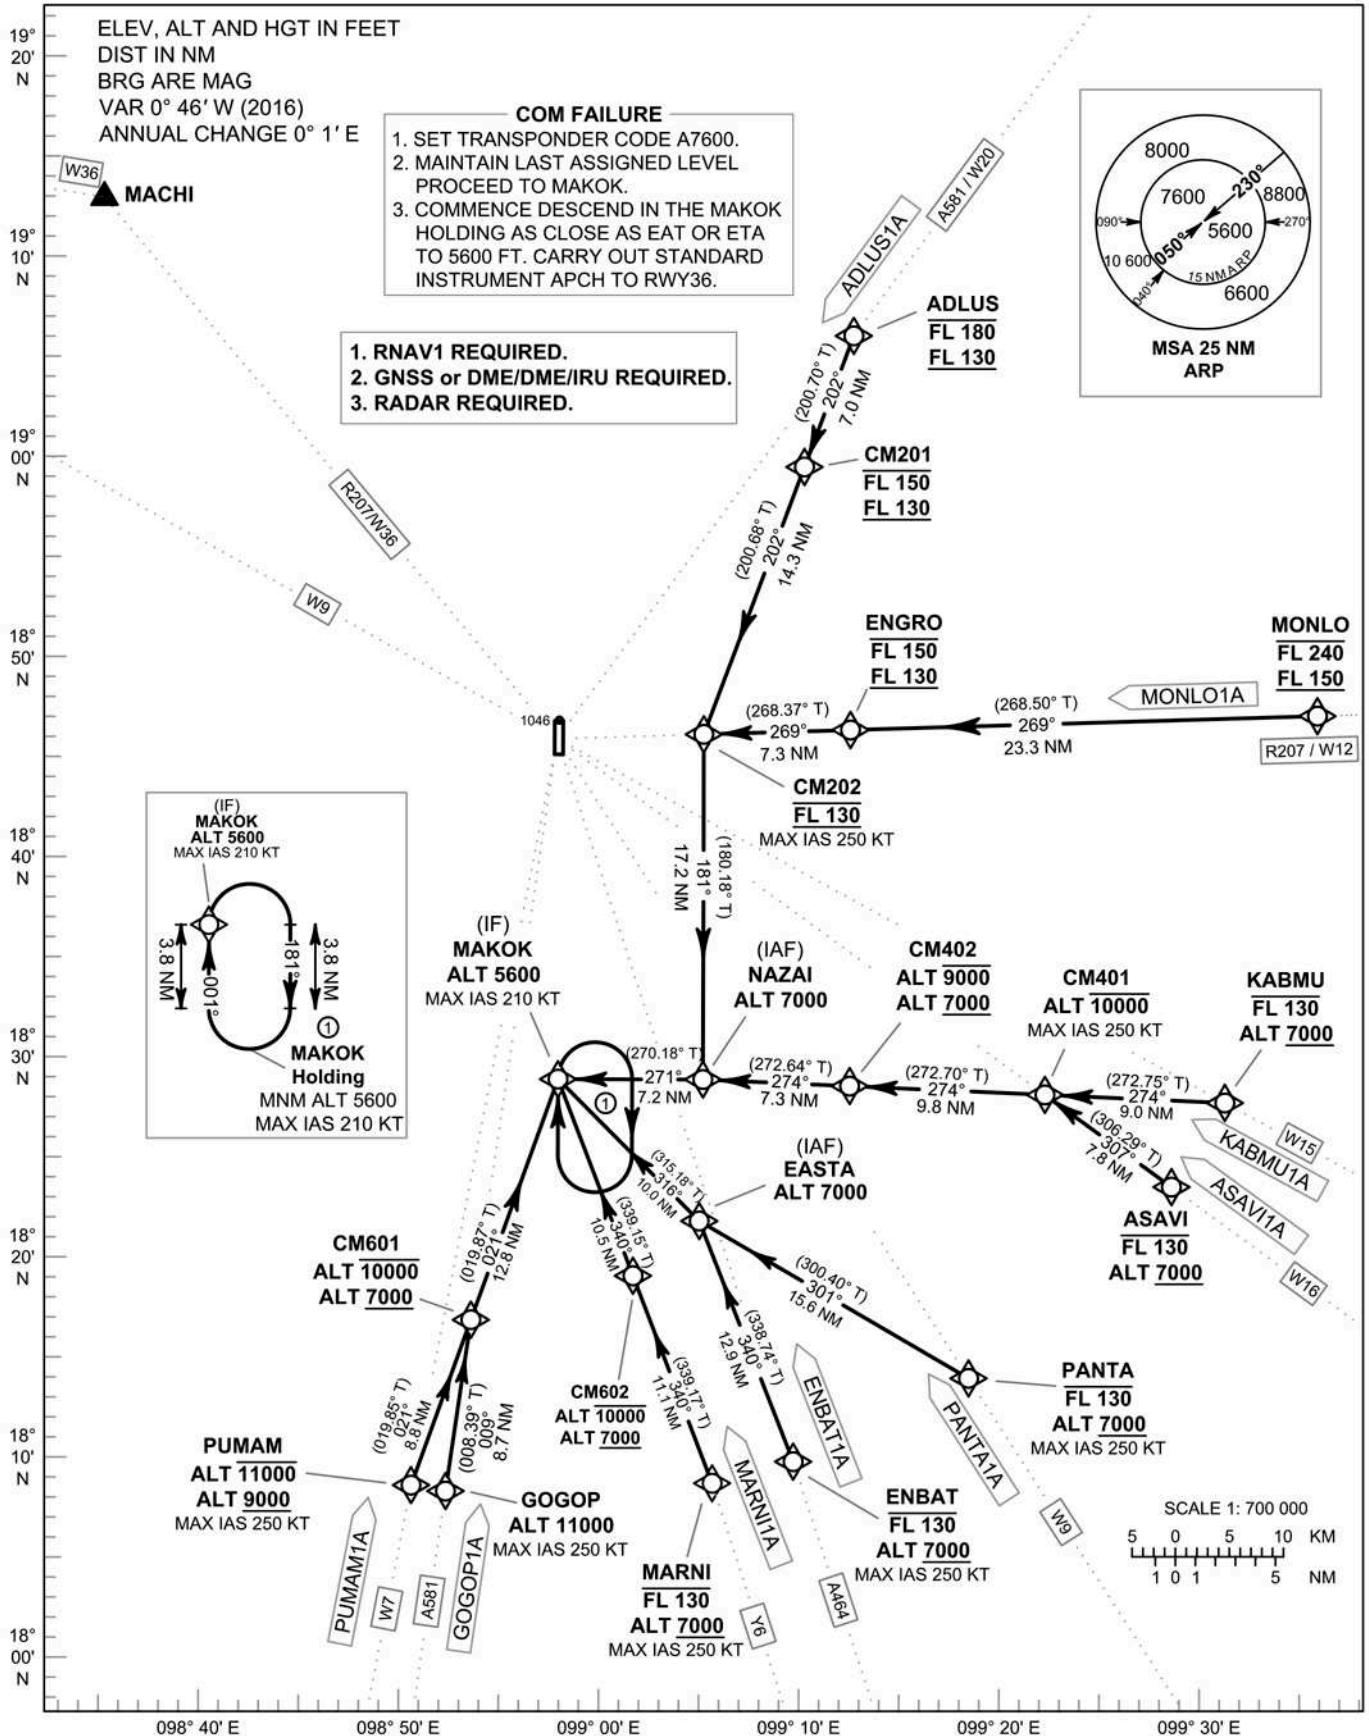 ELEV, ALT AND HGT IN FEET
DIST IN NM
BRG ARE MAG
VAR 0° 46' W (2016)
ANNUAL CHANGE 0° 1' E
COM FAILURE
1. SET TRANSPONDER CODE A7600.
2. MAINTAIN LAST ASSIGNED LEVEL
PROCEED TO MAKOK.
3. COMMENCE DESCEND IN THE MAKOK
HOLDING AS CLOSE AS EAT OR ETA
TO 5600 FT. CARRY OUT STANDARD
INSTRUMENT APCH TO RWY36.
1. RNAV1 REQUIRED.
2. GNSS or DME/DME/IRU REQUIRED.
3. RADAR REQUIRED.
8000
7600
230°
8800
090°
270°
5600
050°
10 600
15 NM ARP
040°
6600
MSA 25 NM
ARP
19°
20'
N
19°
10'
N
19°
00'
N
18°
50'
N
18°
40'
N
18°
30'
N
18°
20'
N
18°
10'
N
18°
00'
N
W36
MACHI
R207/W36
W9
A581 / W20
ADLUS1A
ADLUS
FL 180
FL 130
(200.70° T)
202°
7.0 NM
CM201
FL 150
FL 130
(200.68° T)
202°
14.3 NM
ENGRO
FL 150
FL 130
MONLO
FL 240
FL 150
MONLO1A
R207 / W12
(268.50° T)
269°
23.3 NM
(268.37° T)
269°
7.3 NM
1046
CM202
FL 130
MAX IAS 250 KT
(180.18° T)
181°
17.2 NM
(IF)
MAKOK
ALT 5600
MAX IAS 210 KT
3.8 NM
001°
181°
3.8 NM
1
MAKOK
Holding
MNM ALT 5600
MAX IAS 210 KT
(IF)
MAKOK
ALT 5600
MAX IAS 210 KT
(IAF)
NAZAI
ALT 7000
CM402
ALT 9000
ALT 7000
CM401
ALT 10000
MAX IAS 250 KT
KABMU
FL 130
ALT 7000
(270.18° T)
271°
7.2 NM
1
(272.64° T)
274°
7.3 NM
(272.70° T)
274°
9.8 NM
(272.75° T)
274°
9.0 NM
(306.29° T)
307°
7.8 NM
W15
KABMU1A
ASAVI1A
W16
ASAVI
FL 130
ALT 7000
(IAF)
EASTA
ALT 7000
(315.18° T)
316°
10.0 NM
(339.15° T)
340°
10.5 NM
(019.87° T)
021°
12.8 NM
CM601
ALT 10000
ALT 7000
(300.40° T)
301°
15.6 NM
(338.74° T)
340°
12.9 NM
(339.17° T)
340°
11.1 NM
CM602
ALT 10000
ALT 7000
(019.85° T)
021°
8.8 NM
(008.39° T)
009°
8.7 NM
PUMAM
ALT 11000
ALT 9000
MAX IAS 250 KT
GOGOP
ALT 11000
MAX IAS 250 KT
PUMAM1A
W7
A581
GOGOP1A
MARNI
FL 130
ALT 7000
MAX IAS 250 KT
MARNI1A
Y6
ENBAT1A
ENBAT
FL 130
ALT 7000
MAX IAS 250 KT
A464
PANTA1A
PANTA
FL 130
ALT 7000
MAX IAS 250 KT
W9
SCALE 1: 700 000
5 0 5 10 KM
1 0 1 5 NM
098° 40' E
098° 50' E
099° 00' E
099° 10' E
099° 20' E
099° 30' E